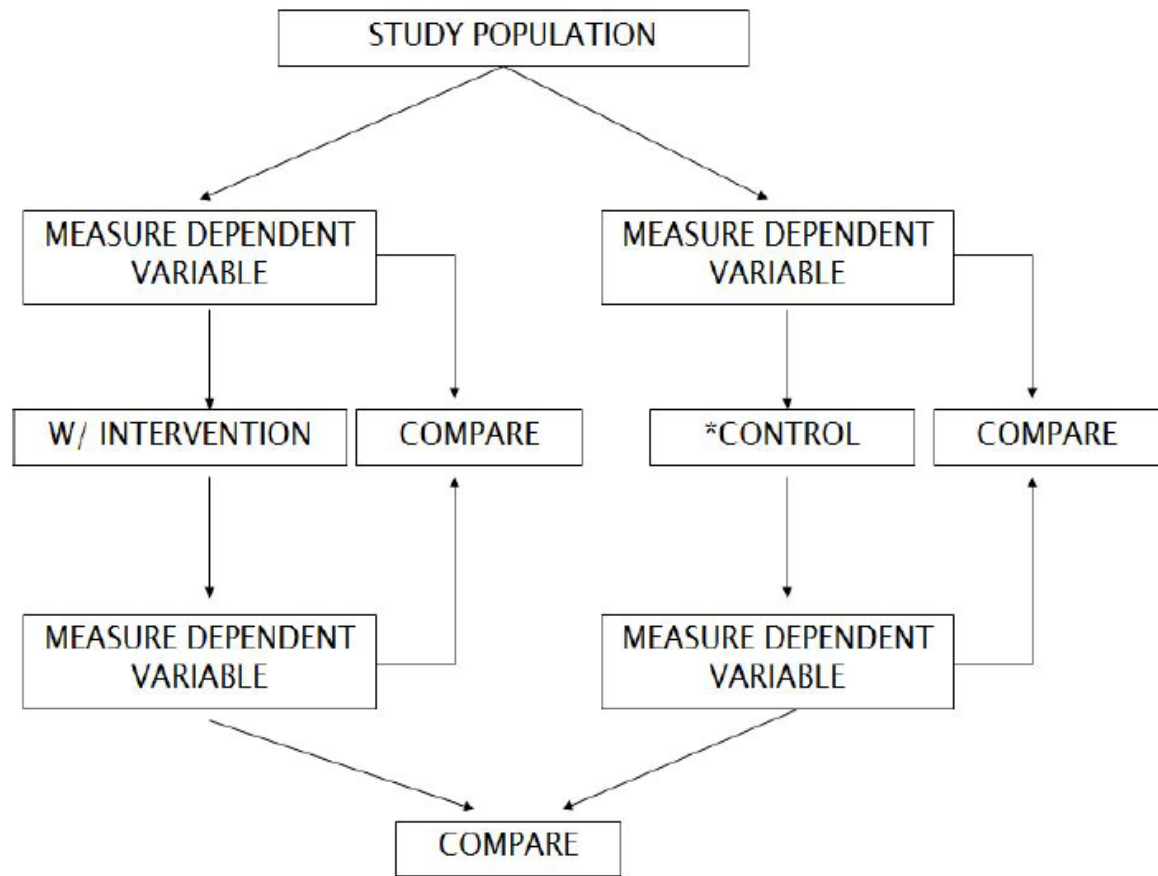 STUDY POPULATION
MEASURE DEPENDENT
VARIABLE
MEASURE DEPENDENT
VARIABLE
W/ INTERVENTION
COMPARE
*CONTROL
COMPARE
MEASURE DEPENDENT
VARIABLE
MEASURE DEPENDENT
VARIABLE
COMPARE